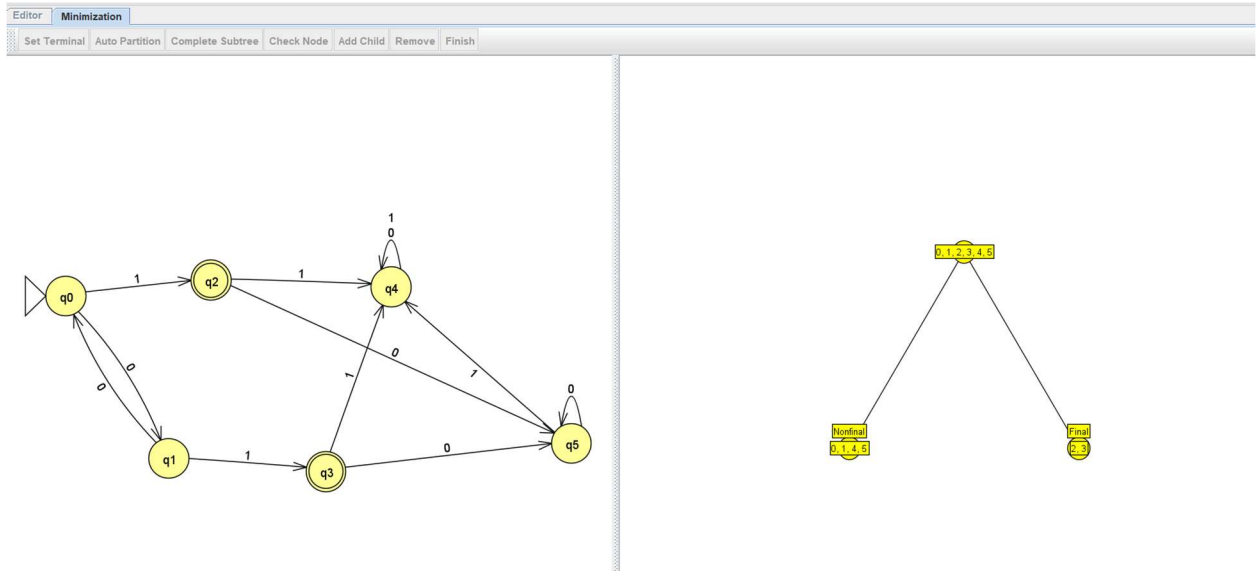 Editor Minimization
Set Terminal Auto Partition Complete Subtree Check Node Add Child Remove Finish
1
0
0, 1, 2, 3, 4, 5
q0
1
q2
1
q4
0
0
0
1
0
q1
1
q3
1
0
q5
Nonfinal
0, 1, 4, 5
Final
2, 3